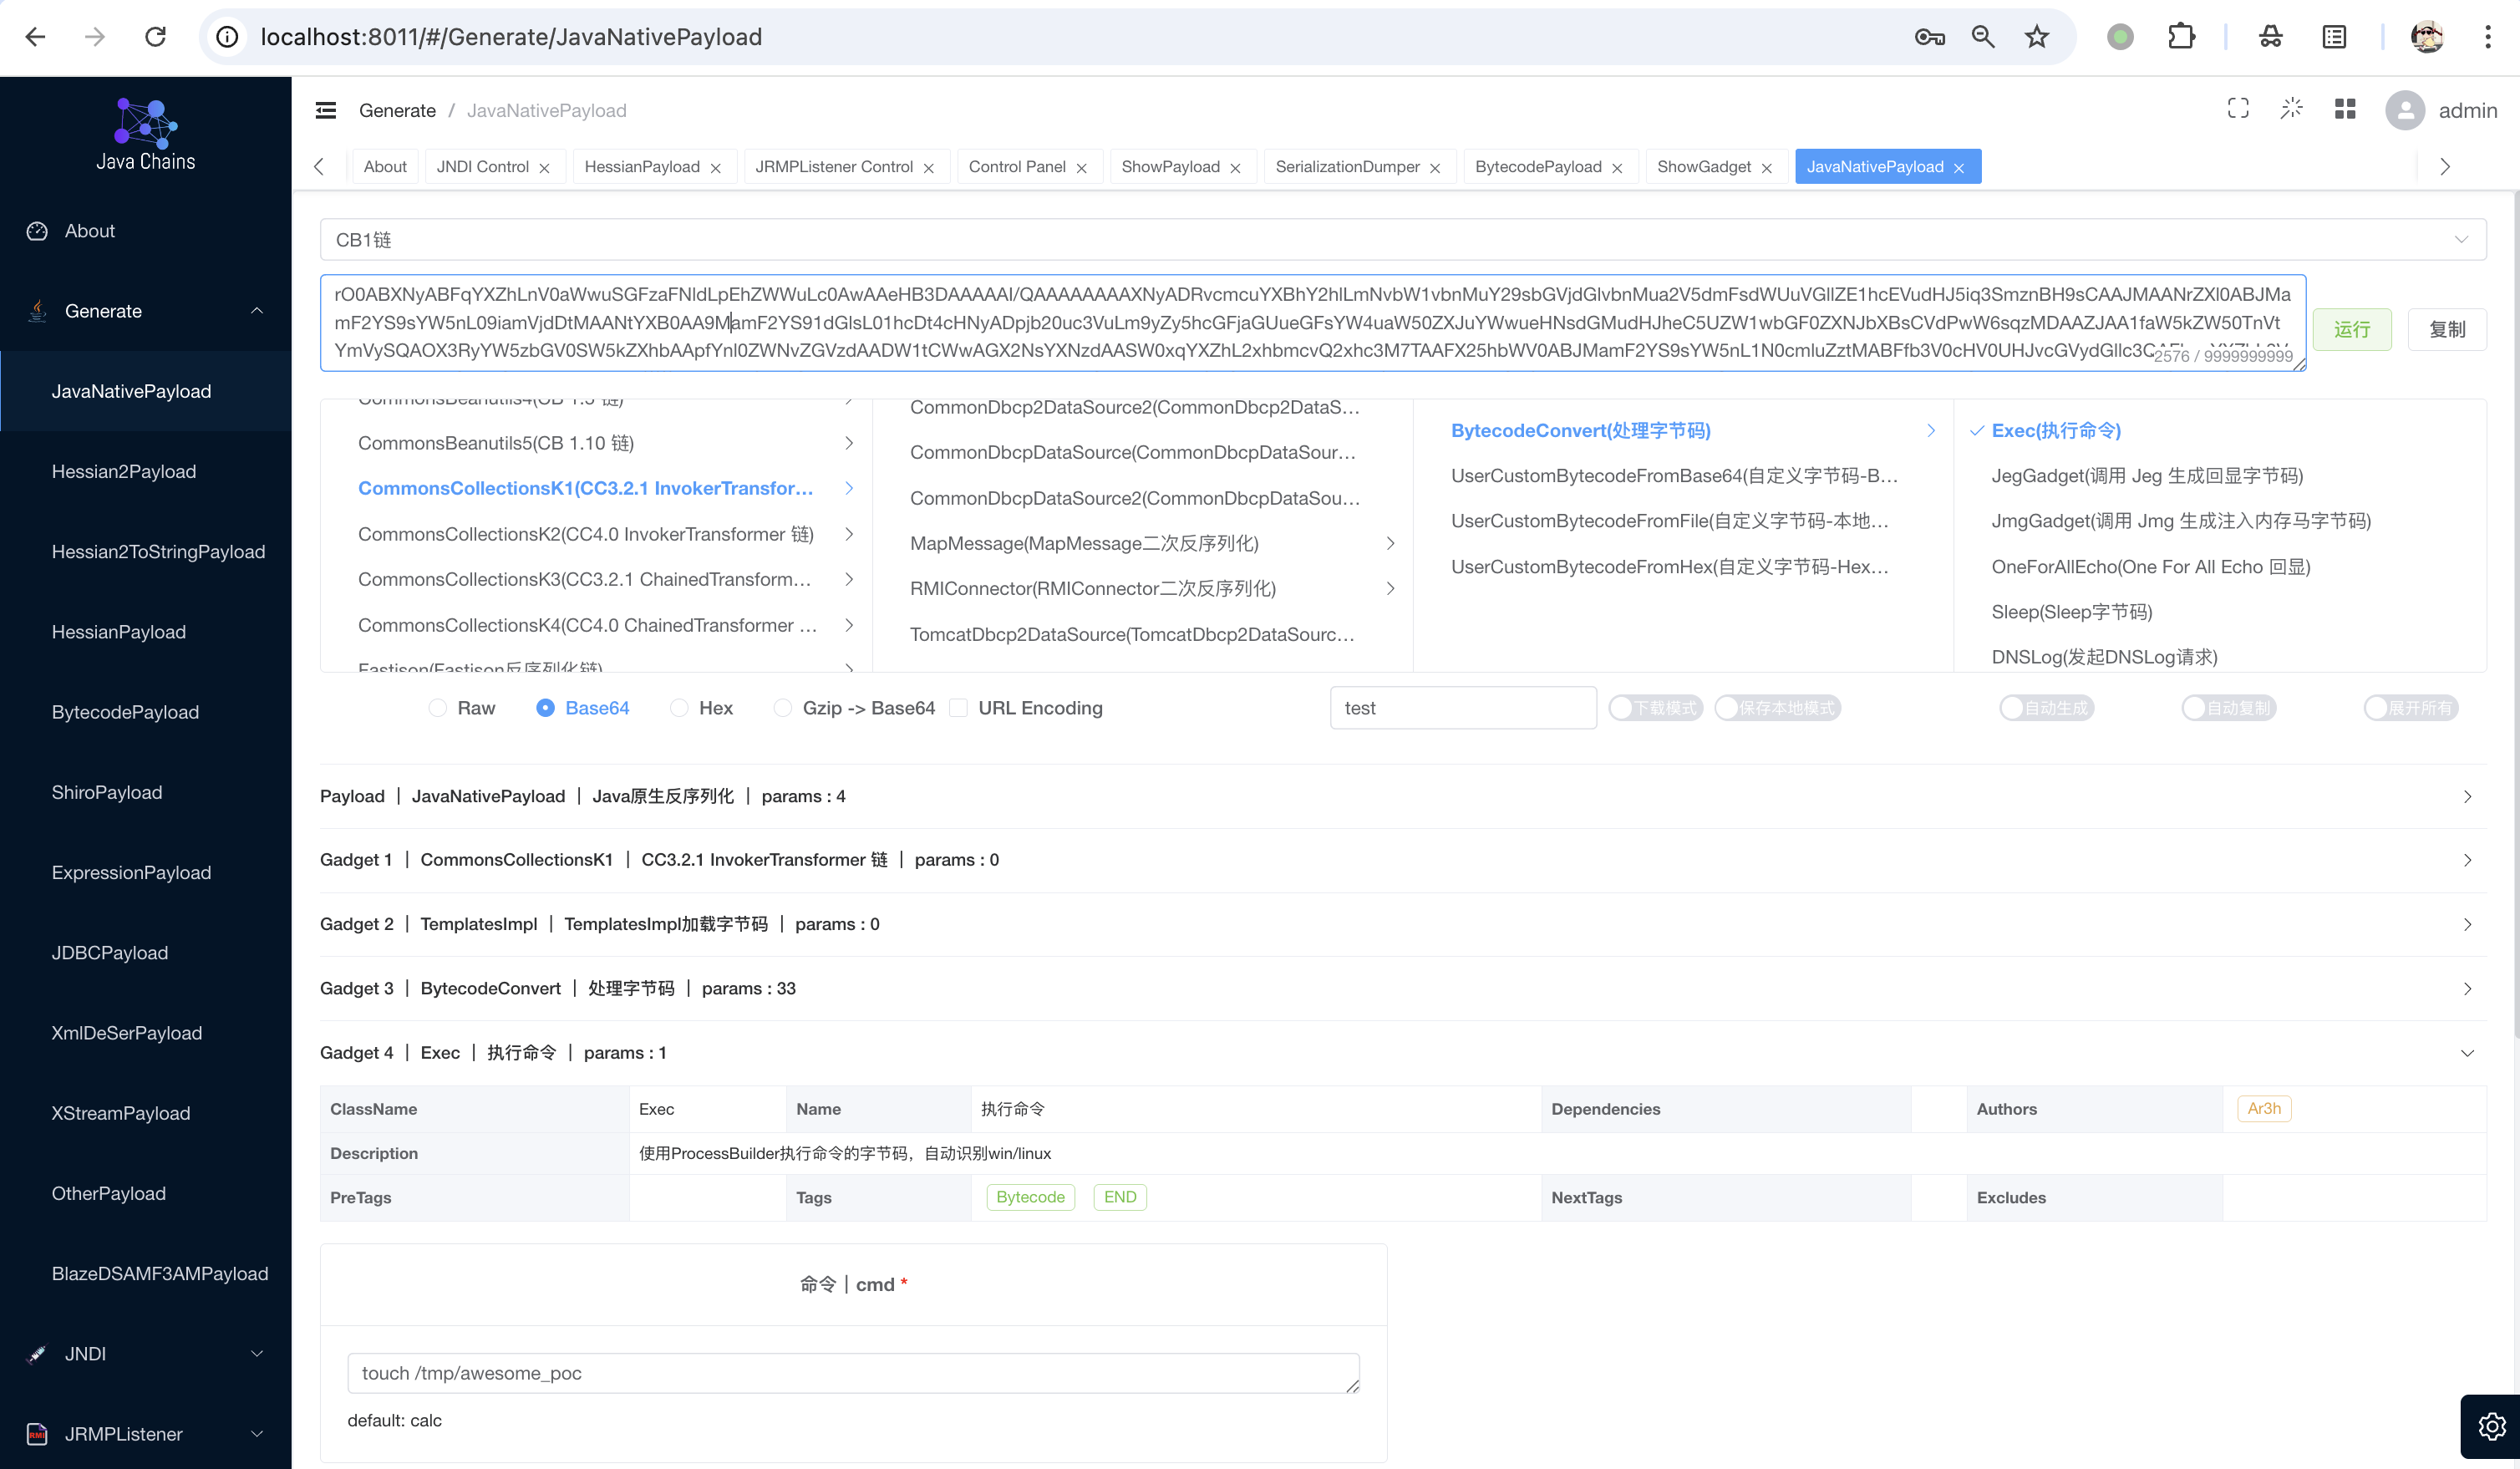 localhost:8011/#/Generate/JavaNativePayload
Java Chains
Generate / JavaNativePayload
admin
About
JNDI Control
HessianPayload
JRMPListener Control
Control Panel
ShowPayload
SerializationDumper
BytecodePayload
ShowGadget
JavaNativePayload
About
Generate
JavaNativePayload
Hessian2Payload
Hessian2ToStringPayload
HessianPayload
BytecodePayload
ShiroPayload
ExpressionPayload
JDBCPayload
XmlDeSerPayload
XStreamPayload
OtherPayload
BlazeDSAMF3AMPayload
JNDI
JRMPListener
CB1链
2576 / 9999999999
运行
复制
CommonsBeanutils5(CB 1.10 链)
CommonsCollectionsK1(CC3.2.1 InvokerTransfor...
CommonsCollectionsK2(CC4.0 InvokerTransformer 链)
CommonsCollectionsK3(CC3.2.1 ChainedTransform...
CommonsCollectionsK4(CC4.0 ChainedTransformer ...
Fastjson(Fastjson反序列化链)
CommonDbcp2DataSource2(CommonDbcp2DataS...
CommonDbcpDataSource(CommonDbcpDataSour...
CommonDbcpDataSource2(CommonDbcpDataSou...
MapMessage(MapMessage二次反序列化)
RMIConnector(RMIConnector二次反序列化)
TomcatDbcp2DataSource(TomcatDbcp2DataSourc...
BytecodeConvert(处理字节码)
UserCustomBytecodeFromBase64(自定义字节码-B...
UserCustomBytecodeFromFile(自定义字节码-本地...
UserCustomBytecodeFromHex(自定义字节码-Hex...
Exec(执行命令)
JegGadget(调用 Jeg 生成回显字节码)
JmgGadget(调用 Jmg 生成注入内存马字节码)
OneForAllEcho(One For All Echo 回显)
Sleep(Sleep字节码)
DNSLog(发起DNSLog请求)
Raw
Base64
Hex
Gzip -> Base64
URL Encoding
test
下载模式
保存本地模式
自动生成
自动复制
展开所有
Payload | JavaNativePayload | Java原生反序列化 | params : 4
Gadget 1 | CommonsCollectionsK1 | CC3.2.1 InvokerTransformer 链 | params : 0
Gadget 2 | TemplatesImpl | TemplatesImpl加载字节码 | params : 0
Gadget 3 | BytecodeConvert | 处理字节码 | params : 33
Gadget 4 | Exec | 执行命令 | params : 1
ClassName Exec Name 执行命令 Dependencies Authors Ar3h
Description 使用ProcessBuilder执行命令的字节码，自动识别win/linux
PreTags Tags Bytecode END NextTags Excludes
命令 | cmd *
touch /tmp/awesome_poc
default: calc